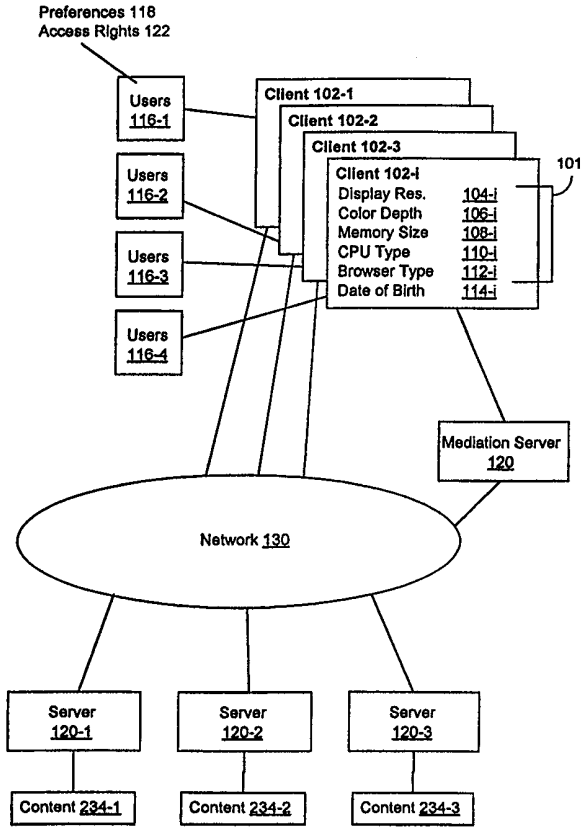 Preferences 118
Access Rights 122
Users
116-1
Users
116-2
Users
116-3
Users
116-4
Client 102-1
Client 102-2
Client 102-3
Client 102-i
Display Res. 104-i
Color Depth 106-i
Memory Size 108-i
CPU Type 110-i
Browser Type 112-i
Date of Birth 114-i
101
Mediation Server
120
Network 130
Server
120-1
Server
120-2
Server
120-3
Content 234-1
Content 234-2
Content 234-3